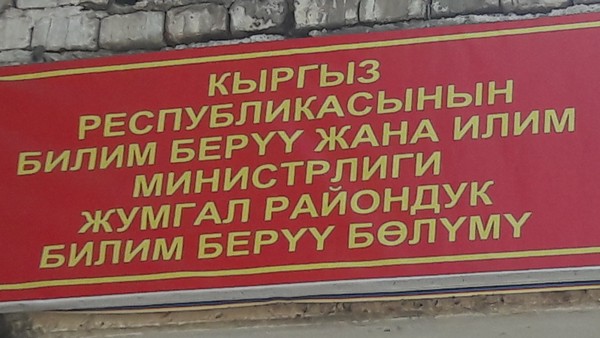 КЫРГЫЗ
РЕСПУБЛИКАСЫНЫН
БИЛИМ БЕРҮҮ ЖАНА ИЛИМ
МИНИСТРЛИГИ
ЖУМГАЛ РАЙОНДУК
БИЛИМ БЕРҮҮ БӨЛҮМҮ